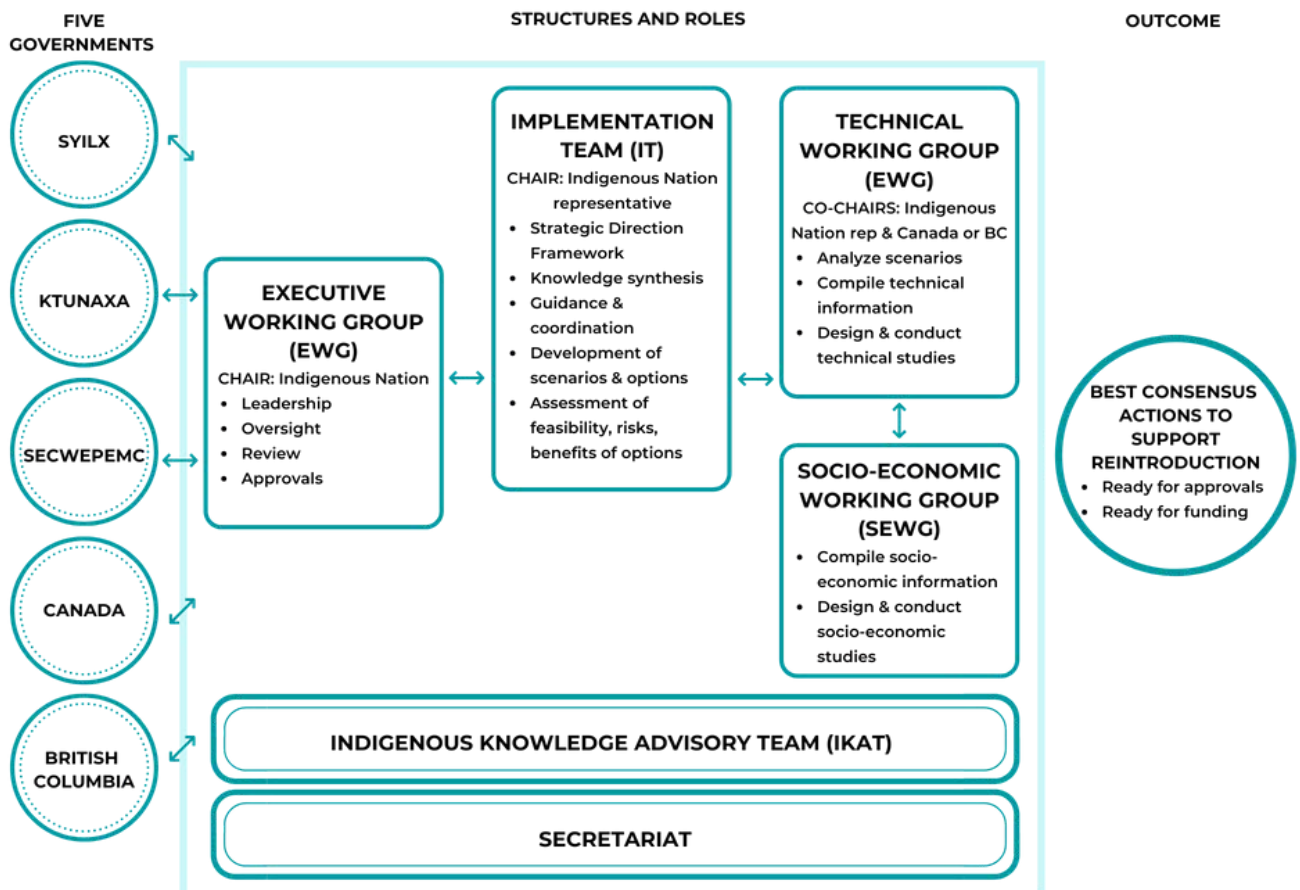 FIVE
GOVERNMENTS
STRUCTURES AND ROLES
OUTCOME
SYILX
KTUNAXA
SECWEPEMC
CANADA
BRITISH
COLUMBIA
EXECUTIVE
WORKING GROUP
(EWG)
CHAIR: Indigenous Nation
• Leadership
• Oversight
• Review
• Approvals
IMPLEMENTATION
TEAM (IT)
CHAIR: Indigenous Nation
representative
• Strategic Direction
Framework
• Knowledge synthesis
• Guidance &
coordination
• Development of
scenarios & options
• Assessment of
feasibility, risks,
benefits of options
TECHNICAL
WORKING GROUP
(EWG)
CO-CHAIRS: Indigenous
Nation rep & Canada or BC
• Analyze scenarios
• Compile technical
information
• Design & conduct
technical studies
SOCIO-ECONOMIC
WORKING GROUP
(SEWG)
• Compile socio-
economic information
• Design & conduct
socio-economic
studies
INDIGENOUS KNOWLEDGE ADVISORY TEAM (IKAT)
SECRETARIAT
BEST CONSENSUS
ACTIONS TO
SUPPORT
REINTRODUCTION
• Ready for approvals
• Ready for funding